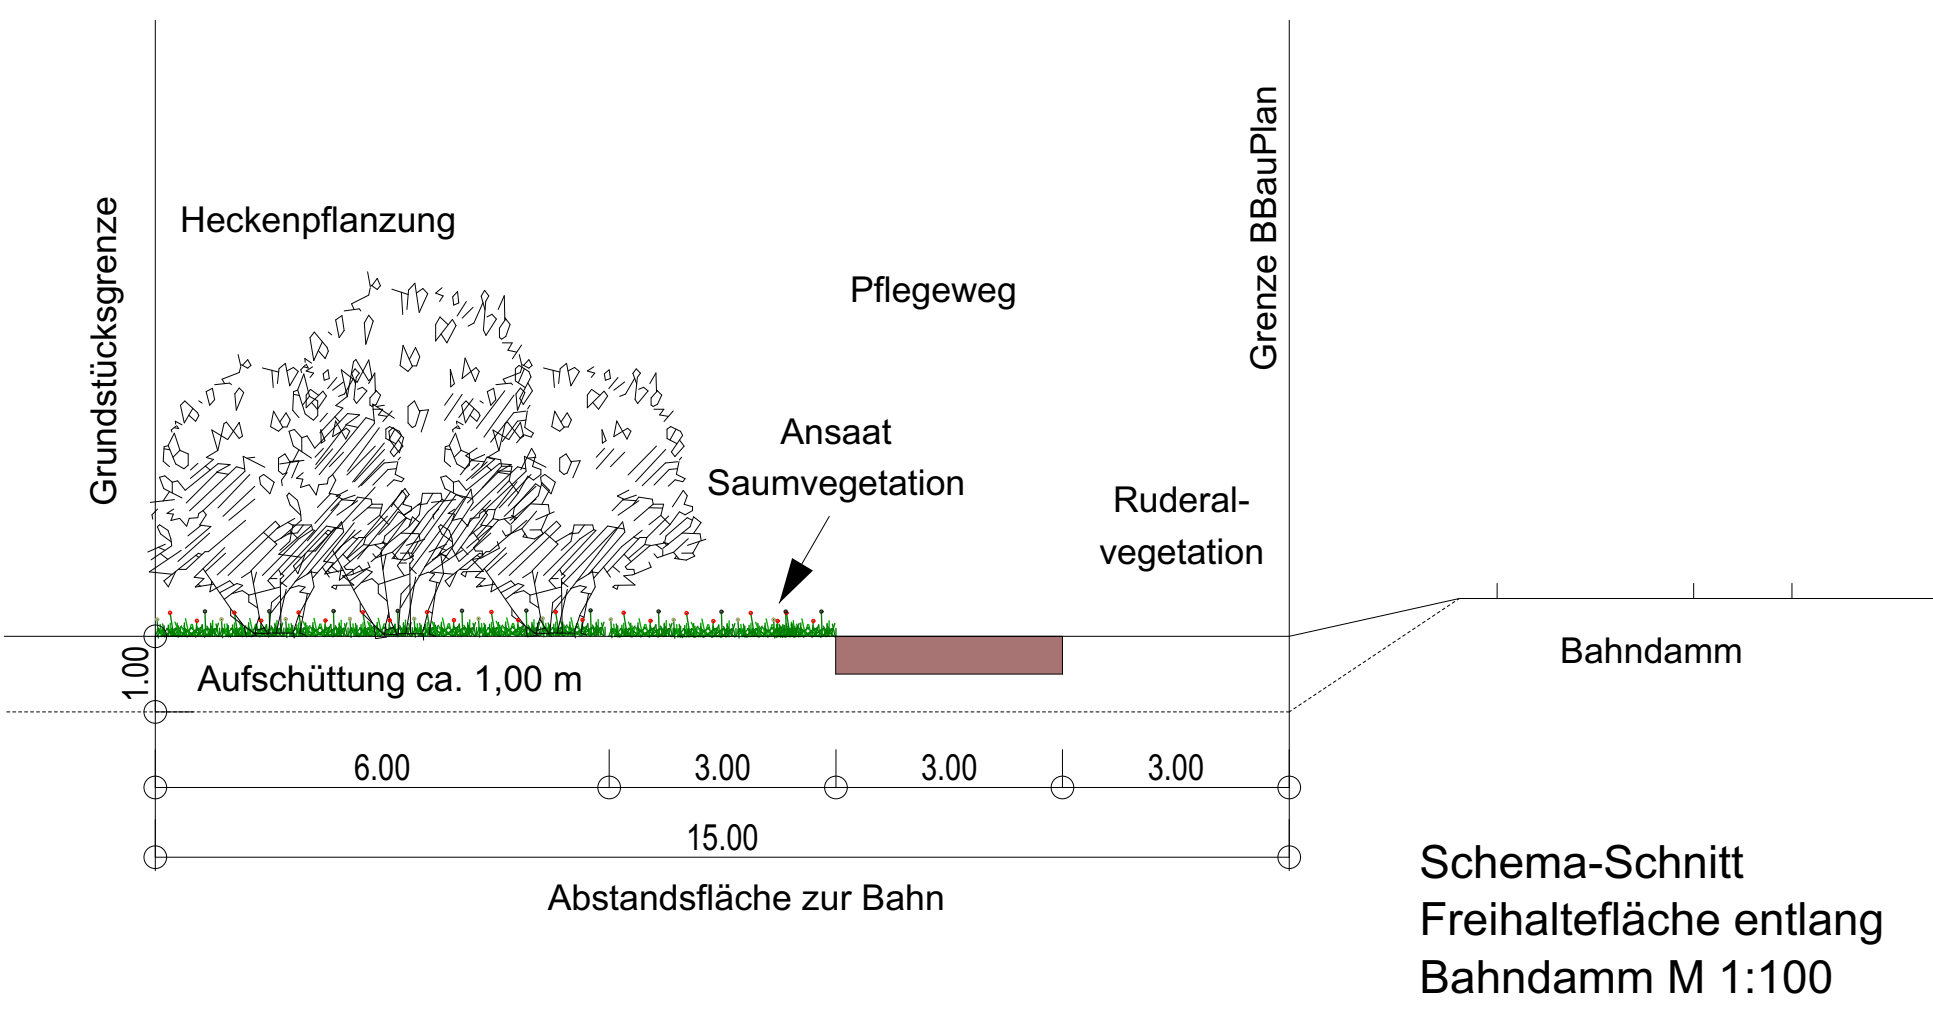 Grundstücksgrenze
Heckenpflanzung
Pflegeweg
Grenze BBauPlan
Ansaat
Saumvegetation
Ruderal-
vegetation
Bahndamm
1.00
Aufschüttung ca. 1,00 m
6.00 3.00 3.00 3.00
15.00
Abstandsfläche zur Bahn
Schema-Schnitt
Freihaltefläche entlang
Bahndamm M 1:100